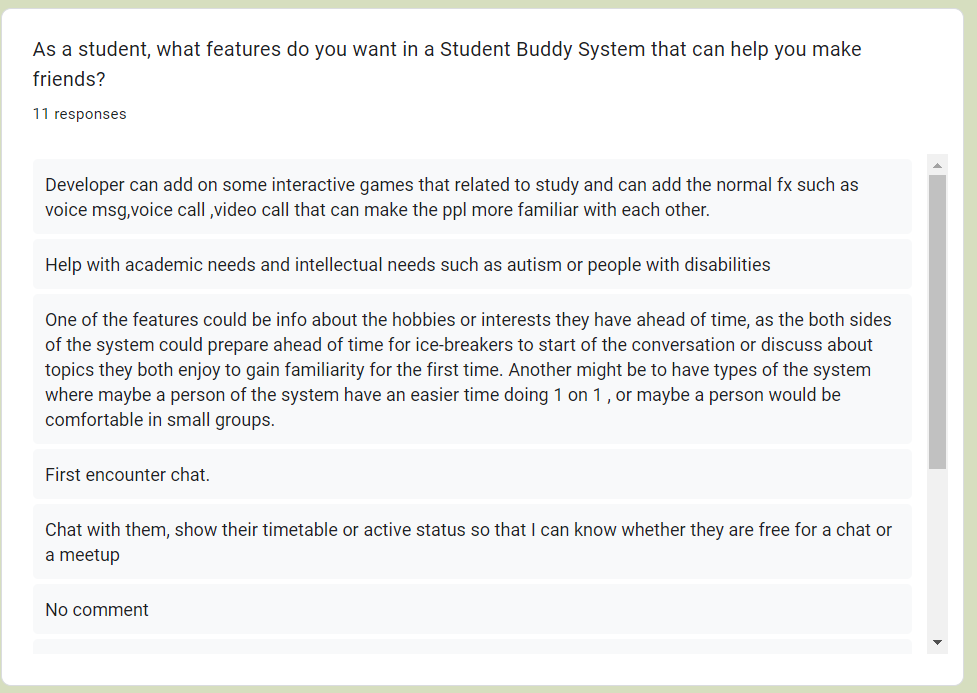 As a student, what features do you want in a Student Buddy System that can help you make
friends?
11 responses
Developer can add on some interactive games that related to study and can add the normal fx such as
voice msg,voice call ,video call that can make the ppl more familiar with each other.
Help with academic needs and intellectual needs such as autism or people with disabilities
One of the features could be info about the hobbies or interests they have ahead of time, as the both sides
of the system could prepare ahead of time for ice-breakers to start of the conversation or discuss about
topics they both enjoy to gain familiarity for the first time. Another might be to have types of the system
where maybe a person of the system have an easier time doing 1 on 1 , or maybe a person would be
comfortable in small groups.
First encounter chat.
Chat with them, show their timetable or active status so that I can know whether they are free for a chat or
a meetup
No comment